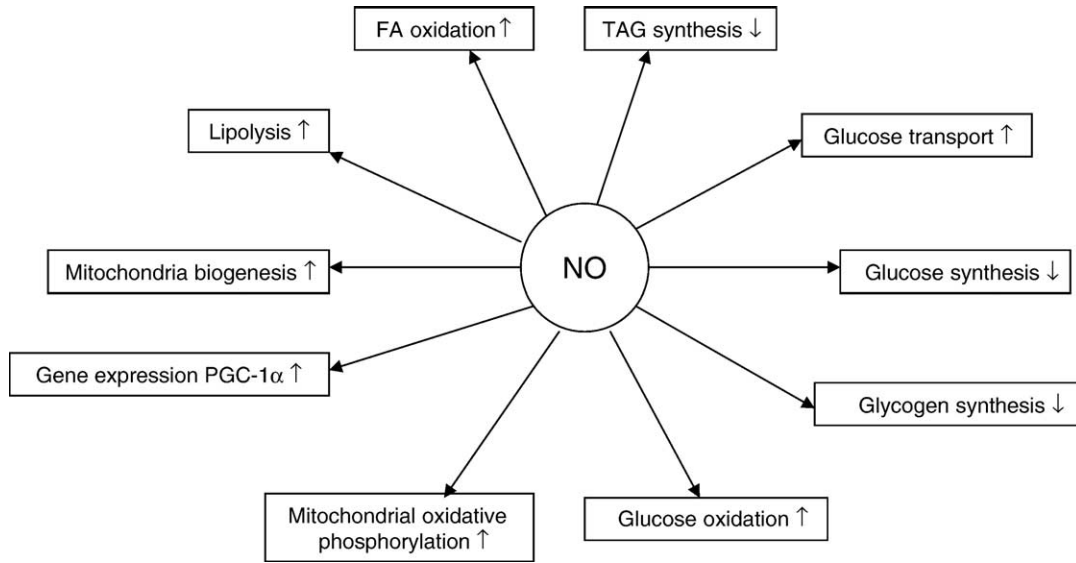 FA oxidation ↑
TAG synthesis ↓
Lipolysis ↑
Glucose transport ↑
Mitochondria biogenesis ↑
NO
Glucose synthesis ↓
Gene expression PGC-1α ↑
Glycogen synthesis ↓
Mitochondrial oxidative
phosphorylation ↑
Glucose oxidation ↑